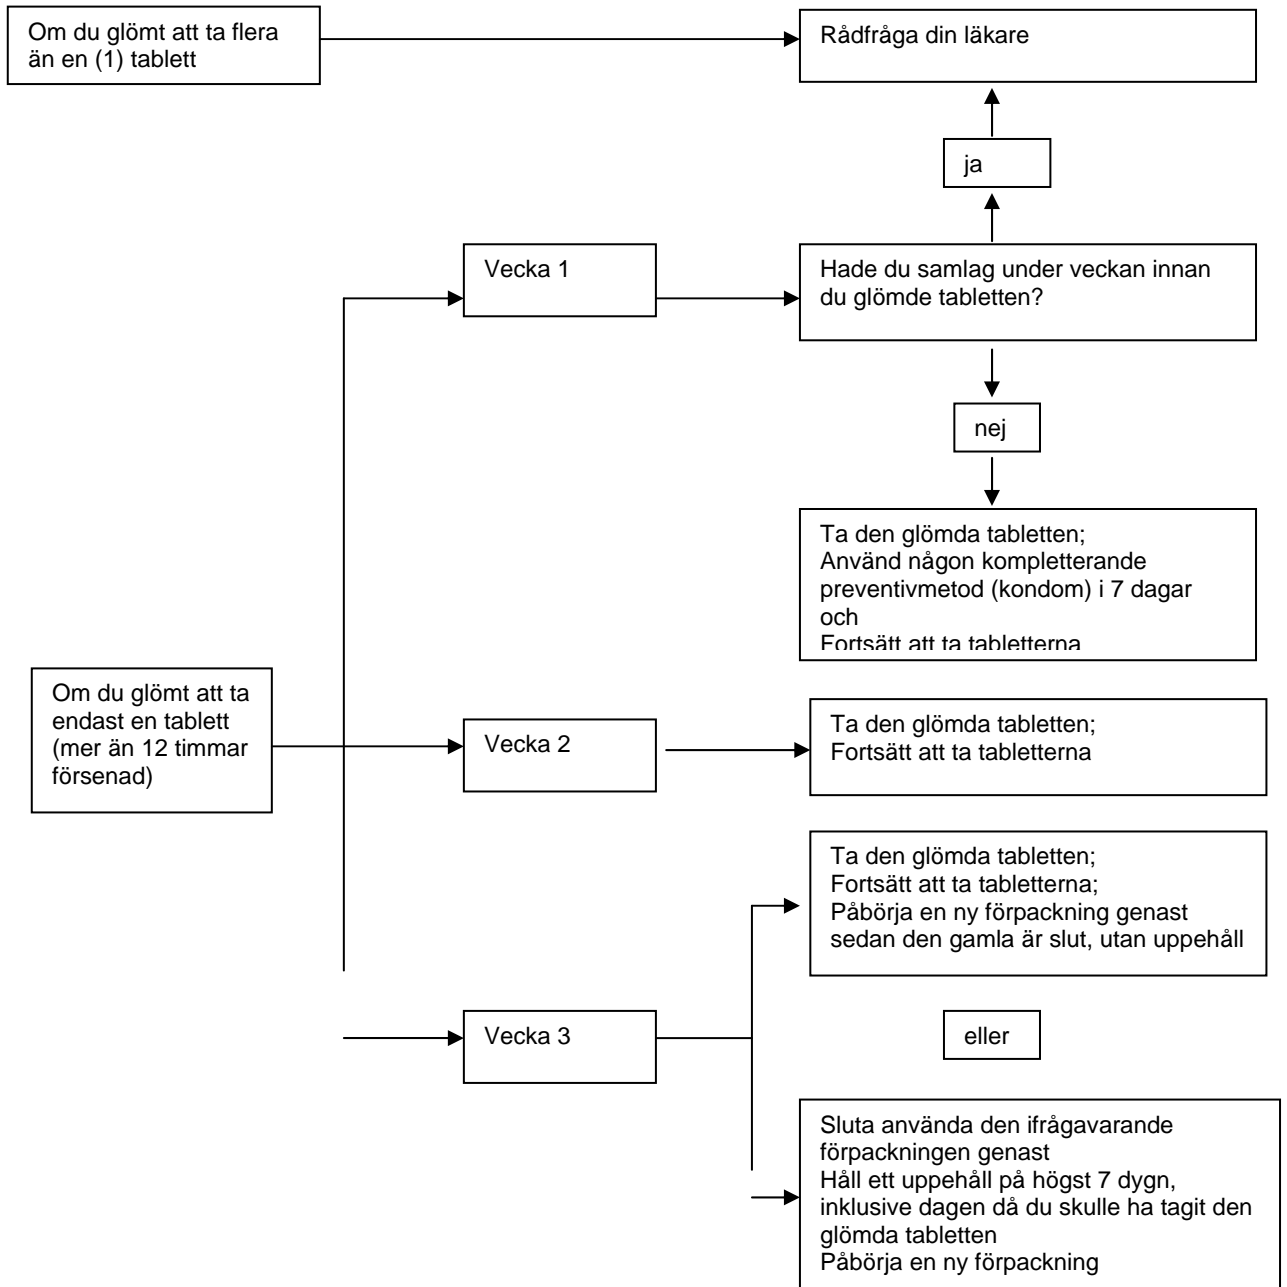 Om du glömt att ta flera
än en (1) tablett
Rådfråga din läkare
ja
Vecka 1
Hade du samlag under veckan innan
du glömde tabletten?
nej
Ta den glömda tabletten;
Använd någon kompletterande
preventivmetod (kondom) i 7 dagar
och
Fortsätt att ta tabletterna
Om du glömt att ta
endast en tablett
(mer än 12 timmar
försenad)
Vecka 2
Ta den glömda tabletten;
Fortsätt att ta tabletterna
Ta den glömda tabletten;
Fortsätt att ta tabletterna;
Påbörja en ny förpackning genast
sedan den gamla är slut, utan uppehåll
Vecka 3
eller
Sluta använda den ifrågavarande
förpackningen genast
Håll ett uppehåll på högst 7 dygn,
inklusive dagen då du skulle ha tagit den
glömda tabletten
Påbörja en ny förpackning